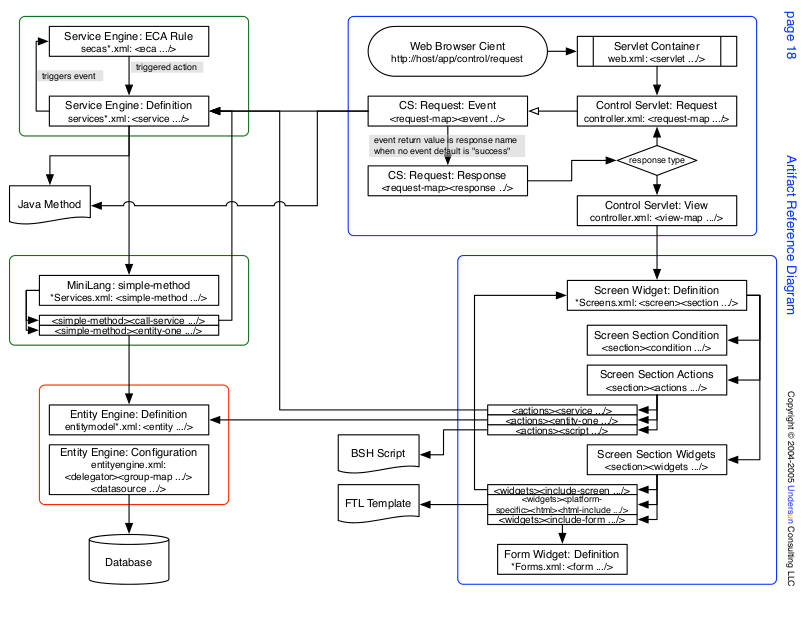 page 18
Artifact Reference Diagram
Copyright © 2004-2005 Undersun Consulting LLC
Service Engine: ECA Rule
secas*.xml: <eca .../>
triggers event
triggered action
Service Engine: Definition
services*.xml: <service .../>
Java Method
MiniLang: simple-method
*Services.xml: <simple-method .../>
<simple-method><call-service .../>
<simple-method><entity-one .../>
Entity Engine: Definition
entitymodel*.xml: <entity .../>
Entity Engine: Configuration
entityengine.xml:
<delegator><group-map .../>
<datasource .../>
Database
Web Browser Client
http://host/app/control/request
Servlet Container
web.xml: <servlet .../>
CS: Request: Event
<request-map><event ../>
Control Servlet: Request
controller.xml: <request-map .../>
event return value is response name
when no event default is "success"
response type
CS: Request: Response
<request-map><response ../>
Control Servlet: View
controller.xml: <view-map .../>
Screen Widget: Definition
*Screens.xml: <screen><section .../>
Screen Section Condition
<section><condition .../>
Screen Section Actions
<section><actions .../>
<actions><service .../>
<actions><entity-one .../>
<actions><script .../>
BSH Script
Screen Section Widgets
<section><widgets .../>
<widgets><include-screen .../>
<widgets><platform-
specific><html><html-include .../>
<widgets><include-form .../>
FTL Template
Form Widget: Definition
*Forms.xml: <form .../>